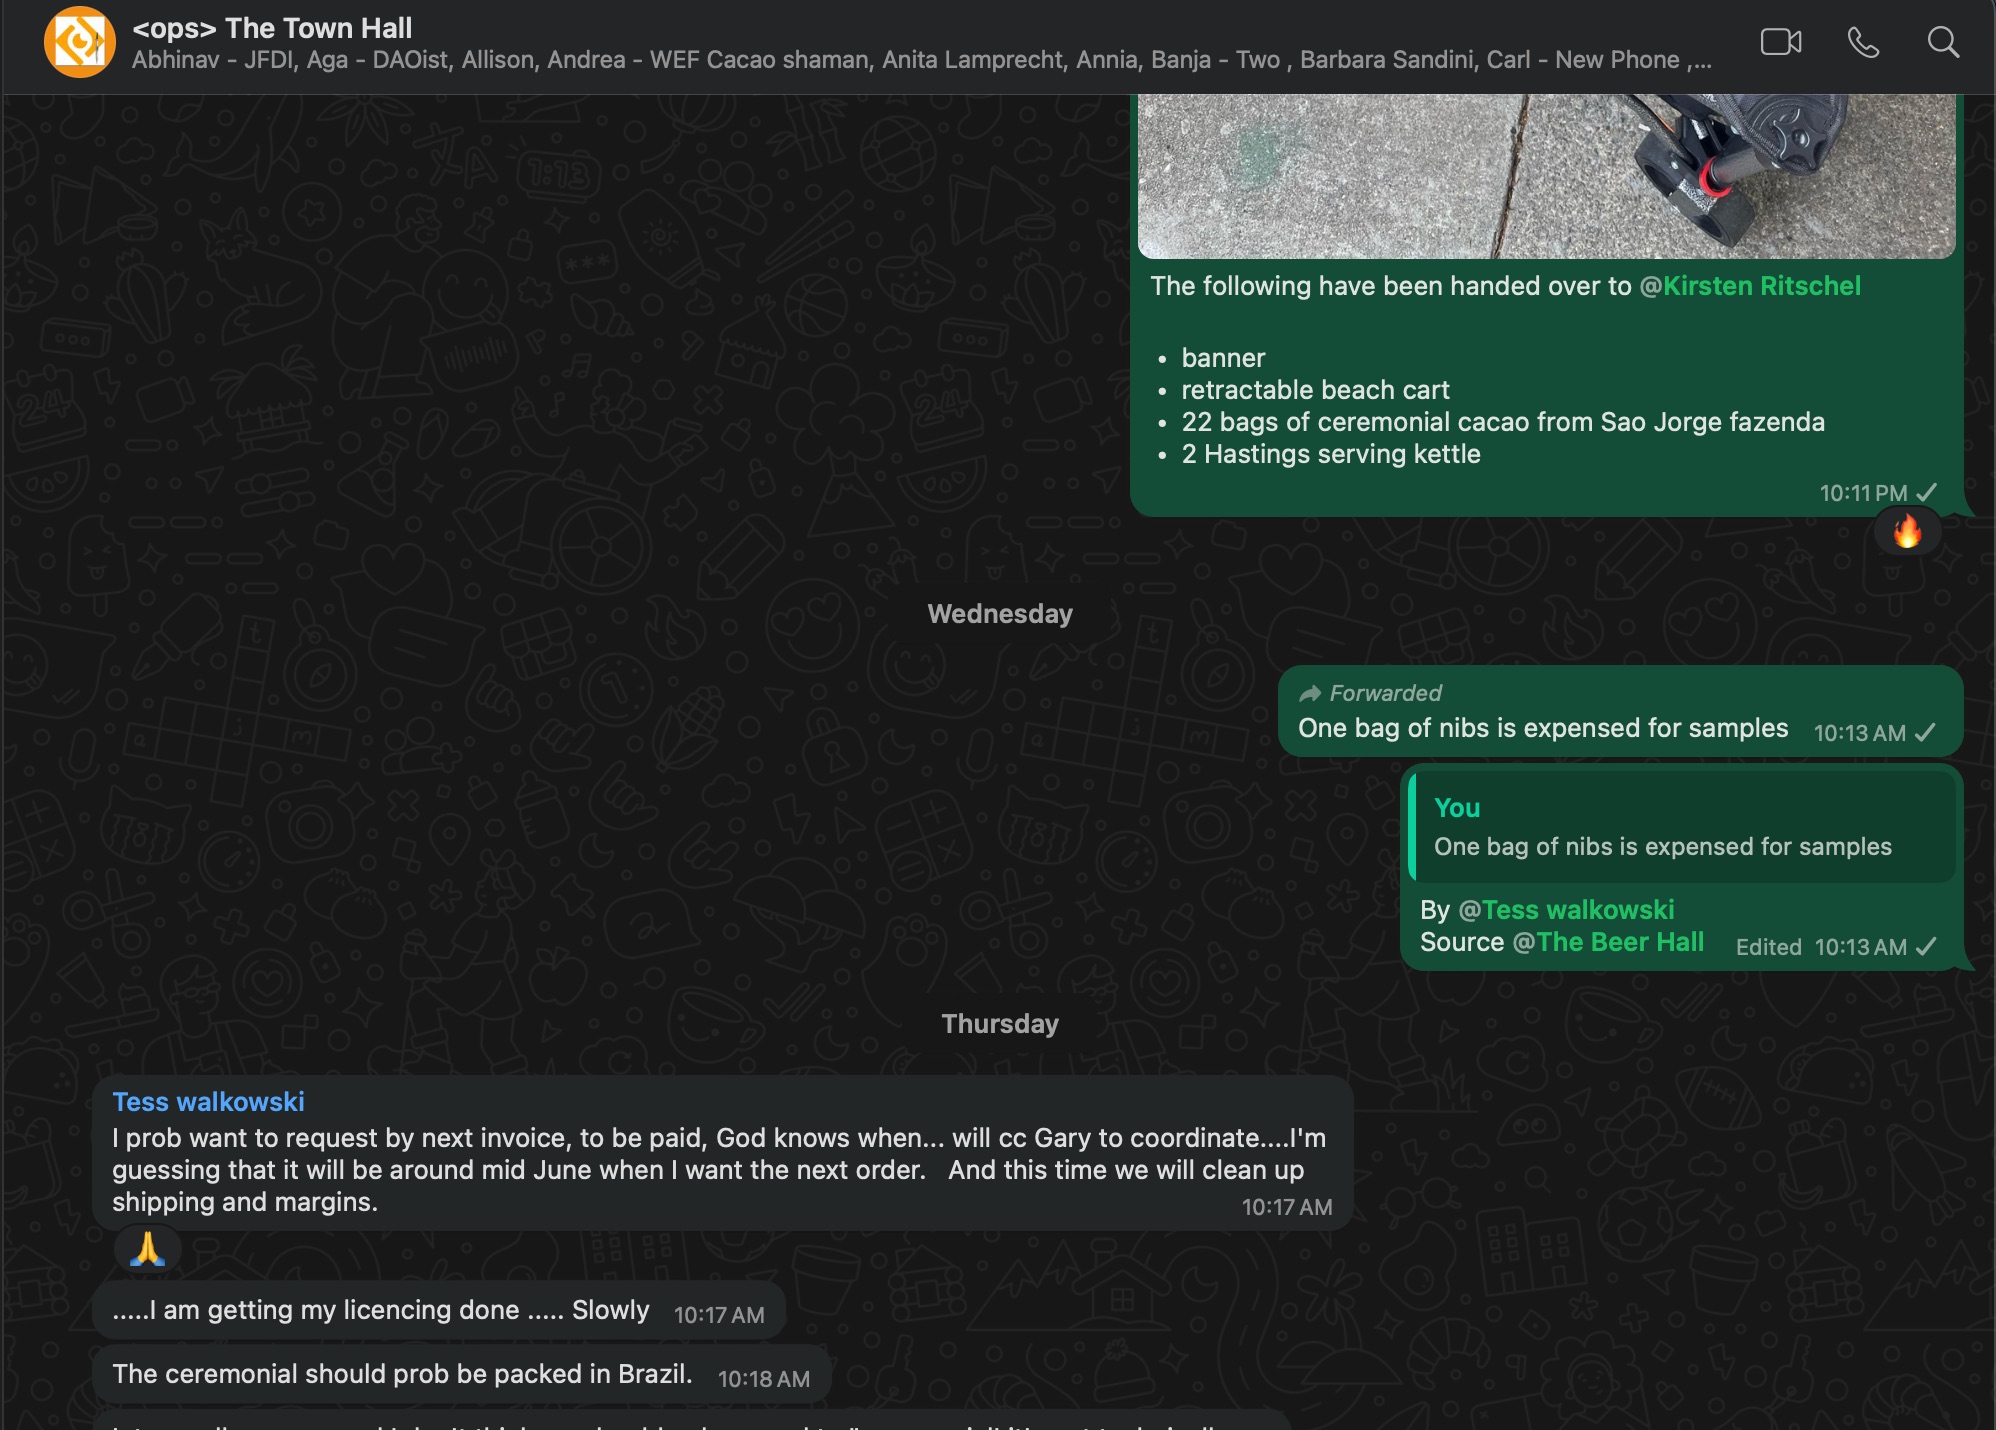 <ops> The Town Hall
Abhinav - JFDI, Aga - DAOist, Allison, Andrea - WEF Cacao shaman, Anita Lamprecht, Annia, Banja - Two , Barbara Sandini, Carl - New Phone ,...
The following have been handed over to @Kirsten Ritschel
• banner
• retractable beach cart
• 22 bags of ceremonial cacao from Sao Jorge fazenda
• 2 Hastings serving kettle
10:11 PM
Wednesday
Forwarded
One bag of nibs is expensed for samples 10:13 AM
You
One bag of nibs is expensed for samples
By @Tess walkowski
Source @The Beer Hall Edited 10:13 AM
Thursday
Tess walkowski
I prob want to request by next invoice, to be paid, God knows when... will cc Gary to coordinate....I'm
guessing that it will be around mid June when I want the next order.   And this time we will clean up
shipping and margins. 10:17 AM
.....I am getting my licencing done ..... Slowly 10:17 AM
The ceremonial should prob be packed in Brazil. 10:18 AM